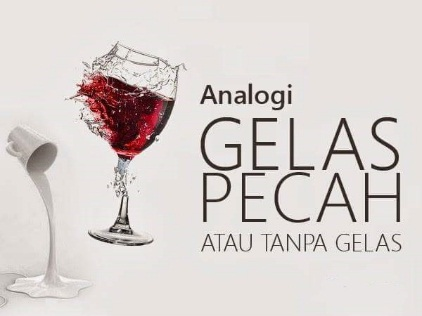 Analogi
GELAS
PECAH
ATAU TANPA GELAS